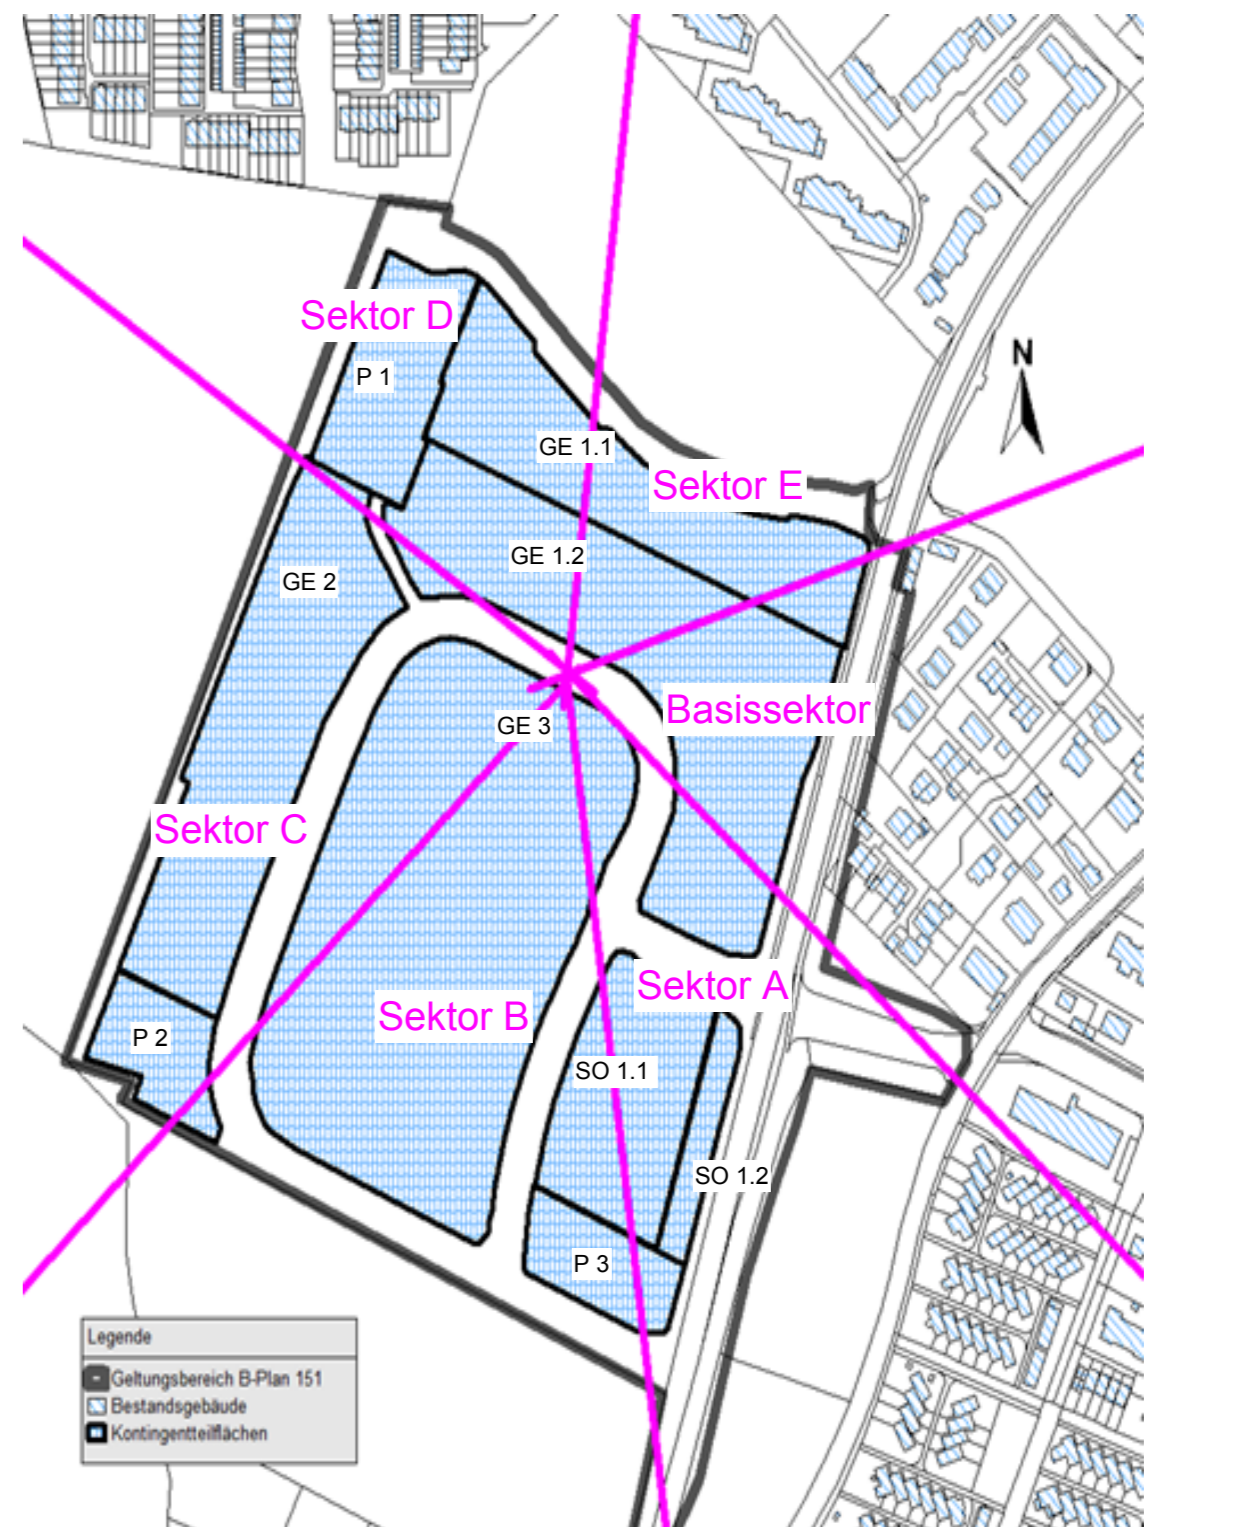 Sektor D
N
P 1
GE 1.1
Sektor E
GE 1.2
GE 2
Basissektor
GE 3
Sektor C
Sektor A
Sektor B
P 2
SO 1.1
SO 1.2
P 3
Legende
Geltungsbereich B-Plan 151
Bestandsgebäude
Kontingentteilflächen